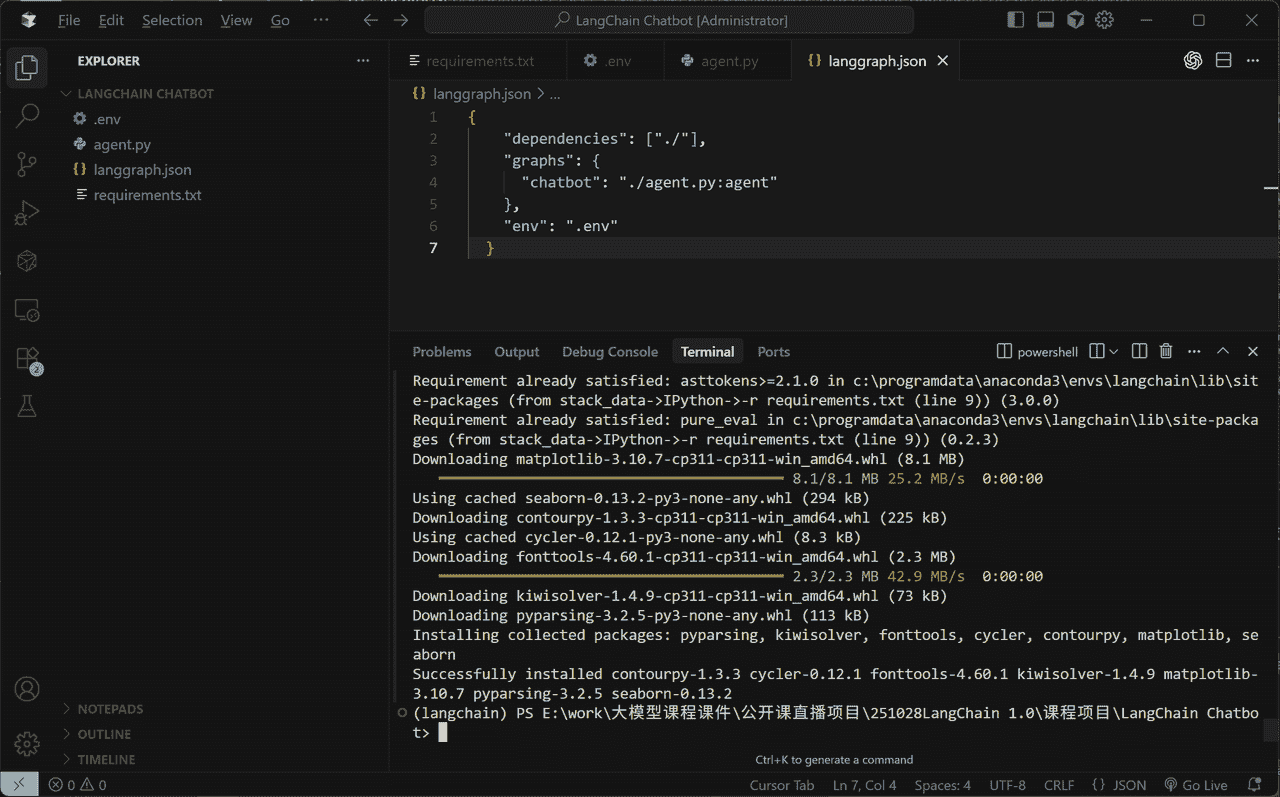 File Edit Selection View Go ··· LangChain Chatbot [Administrator]
EXPLORER ···
LANGCHAIN CHATBOT
.env
agent.py
{} langgraph.json
requirements.txt
2
NOTEPADS
OUTLINE
TIMELINE
requirements.txt .env agent.py {} langgraph.json ···
{} langgraph.json > ...
1 {
2 "dependencies": ["./"],
3 "graphs": {
4 "chatbot": "./agent.py:agent"
5 },
6 "env": ".env"
7 }
Problems Output Debug Console Terminal Ports powershell ···
Requirement already satisfied: asttokens>=2.1.0 in c:\programdata\anaconda3\envs\langchain\lib\sit
e-packages (from stack_data->IPython->-r requirements.txt (line 9)) (3.0.0)
Requirement already satisfied: pure_eval in c:\programdata\anaconda3\envs\langchain\lib\site-packa
ges (from stack_data->IPython->-r requirements.txt (line 9)) (0.2.3)
Downloading matplotlib-3.10.7-cp311-cp311-win_amd64.whl (8.1 MB)
8.1/8.1 MB 25.2 MB/s 0:00:00
Using cached seaborn-0.13.2-py3-none-any.whl (294 kB)
Downloading contourpy-1.3.3-cp311-cp311-win_amd64.whl (225 kB)
Using cached cycler-0.12.1-py3-none-any.whl (8.3 kB)
Downloading fonttools-4.60.1-cp311-cp311-win_amd64.whl (2.3 MB)
2.3/2.3 MB 42.9 MB/s 0:00:00
Downloading kiwisolver-1.4.9-cp311-cp311-win_amd64.whl (73 kB)
Downloading pyparsing-3.2.5-py3-none-any.whl (113 kB)
Installing collected packages: pyparsing, kiwisolver, fonttools, cycler, contourpy, matplotlib, se
aborn
Successfully installed contourpy-1.3.3 cycler-0.12.1 fonttools-4.60.1 kiwisolver-1.4.9 matplotlib-
3.10.7 pyparsing-3.2.5 seaborn-0.13.2
(langchain) PS E:\work\大模型课程课件\公开课直播项目\251028LangChain 1.0\课程项目\LangChain Chatbo
t>
Ctrl+K to generate a command
0 0 Cursor Tab Ln 7, Col 4 Spaces: 4 UTF-8 CRLF {} JSON Go Live